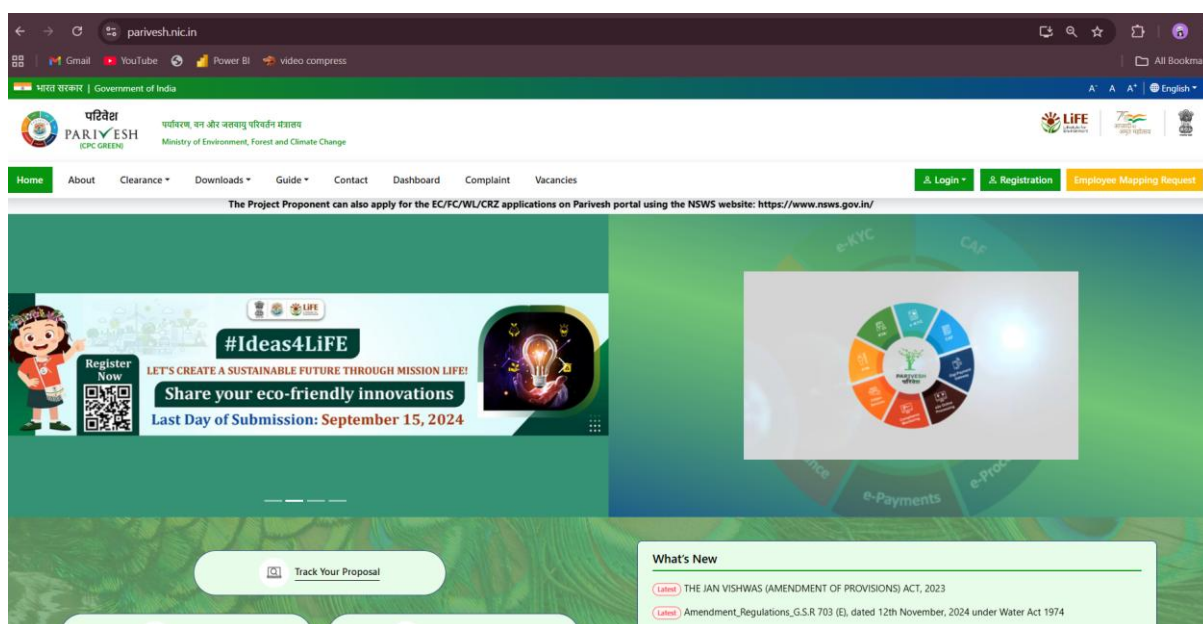 parivesh.nic.in
Gmail YouTube Power BI video compress All Bookma
भारत सरकार | Government of India A- A A+ English
परिवेश
PARIVESH
(CPC GREEN)
पर्यावरण, वन और जलवायु परिवर्तन मंत्रालय
Ministry of Environment, Forest and Climate Change
LiFE
Home About Clearance Downloads Guide Contact Dashboard Complaint Vacancies Login Registration Employee Mapping Request
The Project Proponent can also apply for the EC/FC/WL/CRZ applications on Parivesh portal using the NSWS website: https://www.nsws.gov.in/
LiFE
#Ideas4LiFE
Register
Now
LET'S CREATE A SUSTAINABLE FUTURE THROUGH MISSION LIFE!
Share your eco-friendly innovations
Last Day of Submission: September 15, 2024
e-KYC
CAF
PARIVESH
परिवेश
e-Payments
e-Proc
Track Your Proposal
What's New
Latest THE JAN VISHWAS (AMENDMENT OF PROVISIONS) ACT, 2023
Latest Amendment_Regulations_G.S.R 703 (E), dated 12th November, 2024 under Water Act 1974